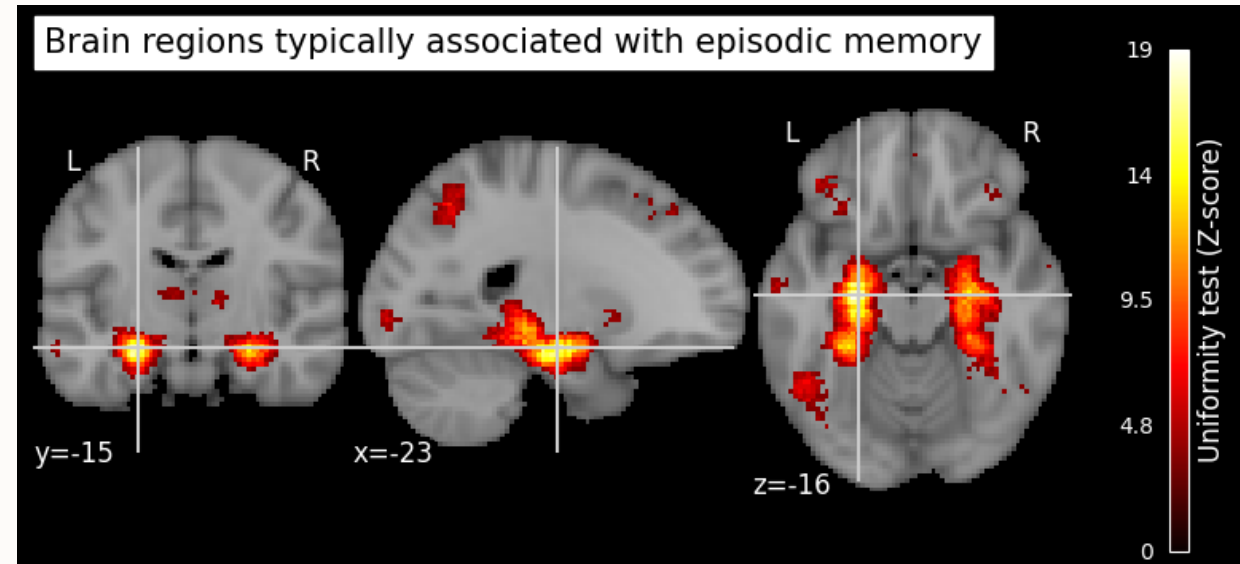 Brain regions typically associated with episodic memory
L
R
y=-15
x=-23
L
R
z=-16
19
14
9.5
4.8
0
Uniformity test (Z-score)